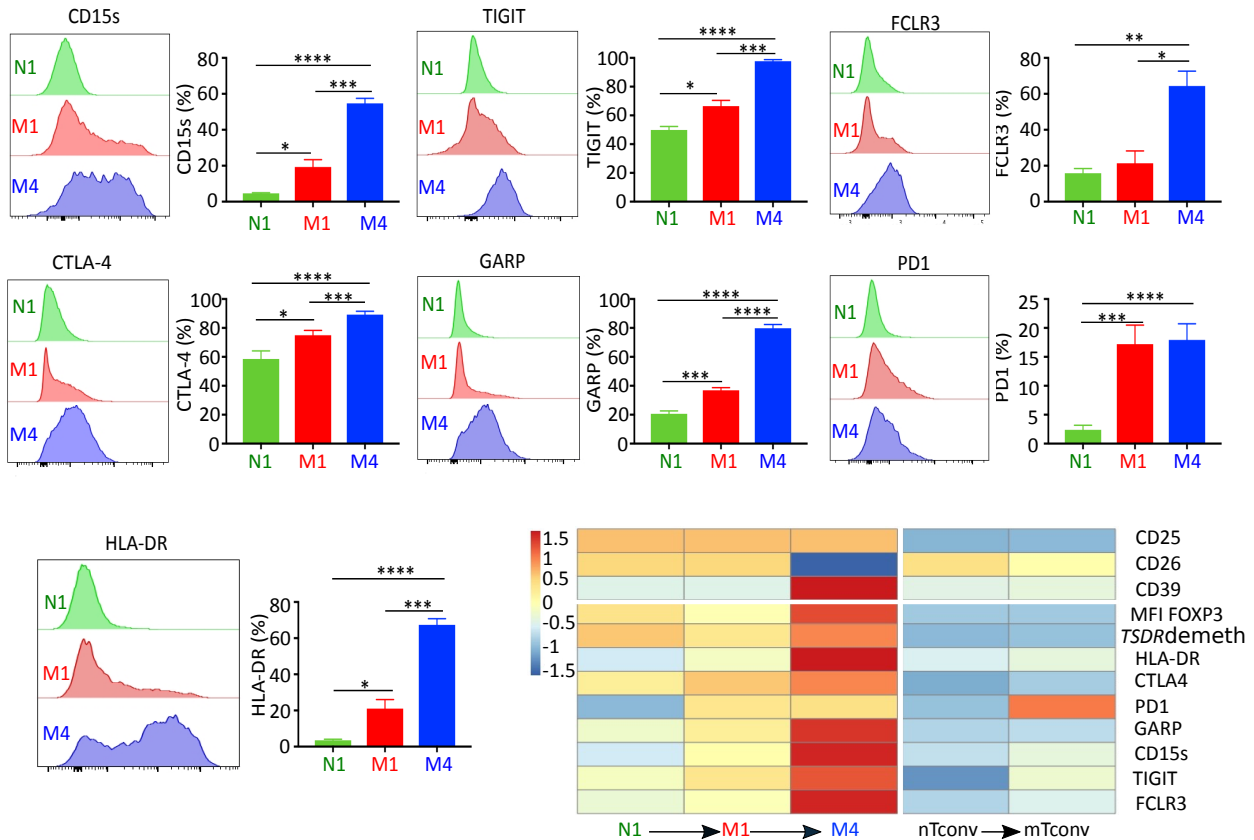 CD15s
N1
M1
M4
CD15s (%)
80
60
40
20
0
****
***
*
N1 M1 M4
TIGIT
N1
M1
M4
TIGIT (%)
100
80
60
40
20
0
****
***
*
N1 M1 M4
FCLR3
N1
M1
M4
FCLR3 (%)
80
60
40
20
0
**
*
N1 M1 M4
CTLA-4
N1
M1
M4
CTLA-4 (%)
100
80
60
40
20
0
****
***
*
N1 M1 M4
GARP
N1
M1
M4
GARP (%)
100
80
60
40
20
0
****
****
***
N1 M1 M4
PD1
N1
M1
M4
PD1 (%)
25
20
15
10
5
0
****
***
N1 M1 M4
HLA-DR
N1
M1
M4
HLA-DR (%)
80
60
40
20
0
****
***
*
N1 M1 M4
1.5
1
0.5
0
-0.5
-1
-1.5
CD25
CD26
CD39
MFI FOXP3
TSDRdemeth
HLA-DR
CTLA4
PD1
GARP
CD15s
TIGIT
FCLR3
N1 M1 M4 nTconv mTconv